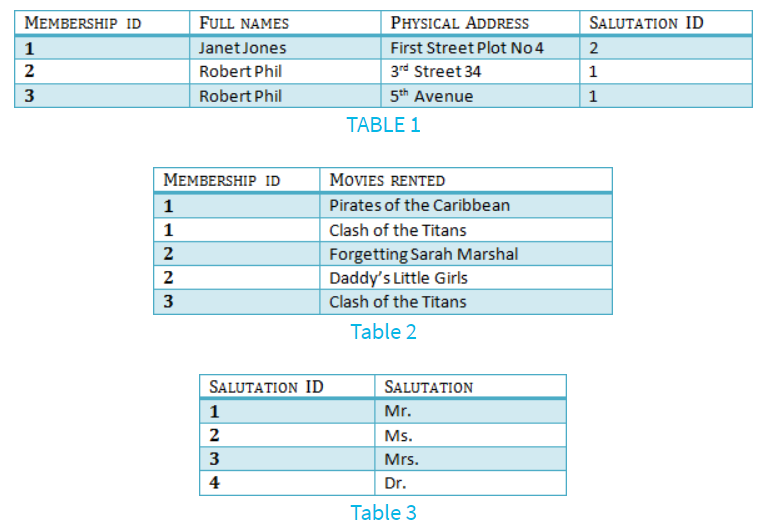 MEMBERSHIP ID FULL NAMES PHYSICAL ADDRESS SALUTATION ID
1 Janet Jones First Street Plot No 4 2
2 Robert Phil 3rd Street 34 1
3 Robert Phil 5th Avenue 1
TABLE 1
MEMBERSHIP ID MOVIES RENTED
1 Pirates of the Caribbean
1 Clash of the Titans
2 Forgetting Sarah Marshal
2 Daddy's Little Girls
3 Clash of the Titans
Table 2
SALUTATION ID SALUTATION
1 Mr.
2 Ms.
3 Mrs.
4 Dr.
Table 3